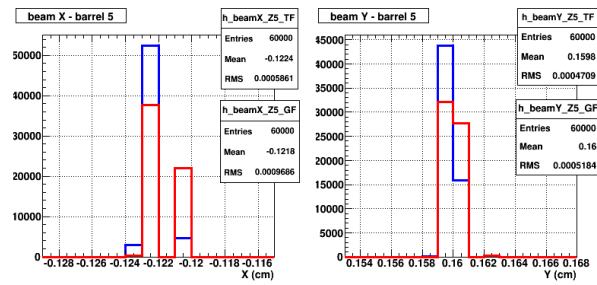 beam X - barrel 5
h_beamX_Z5_TF
Entries 60000
Mean -0.1224
RMS 0.0005861
h_beamX_Z5_GF
Entries 60000
Mean -0.1218
RMS 0.0009686
50000
40000
30000
20000
10000
0
-0.128 -0.126 -0.124 -0.122 -0.12 -0.118 -0.116
X (cm)
beam Y - barrel 5
h_beamY_Z5_TF
Entries 60000
Mean 0.1598
RMS 0.0004709
h_beamY_Z5_GF
Entries 60000
Mean 0.16
RMS 0.0005184
45000
40000
35000
30000
25000
20000
15000
10000
5000
0
0.154 0.156 0.158 0.16 0.162 0.164 0.166 0.168
Y (cm)